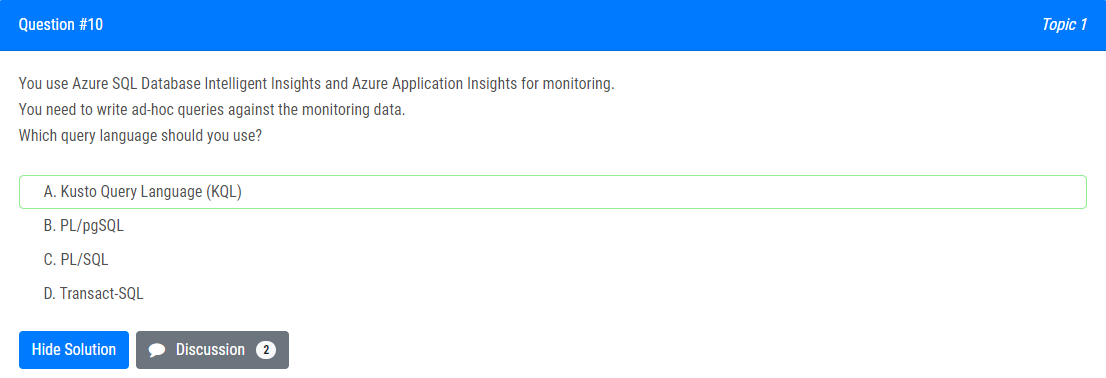 Question #10
Topic 1
You use Azure SQL Database Intelligent Insights and Azure Application Insights for monitoring.
You need to write ad-hoc queries against the monitoring data.
Which query language should you use?
A. Kusto Query Language (KQL)
B. PL/pgSQL
C. PL/SQL
D. Transact-SQL
Hide Solution
Discussion 2